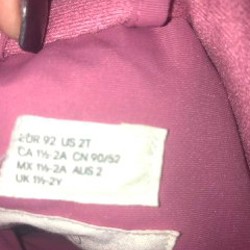 EUR 92 US 2T
CA 1½-2A CN 90/52
MX 1½-2A AUS 2
UK 1½-2Y